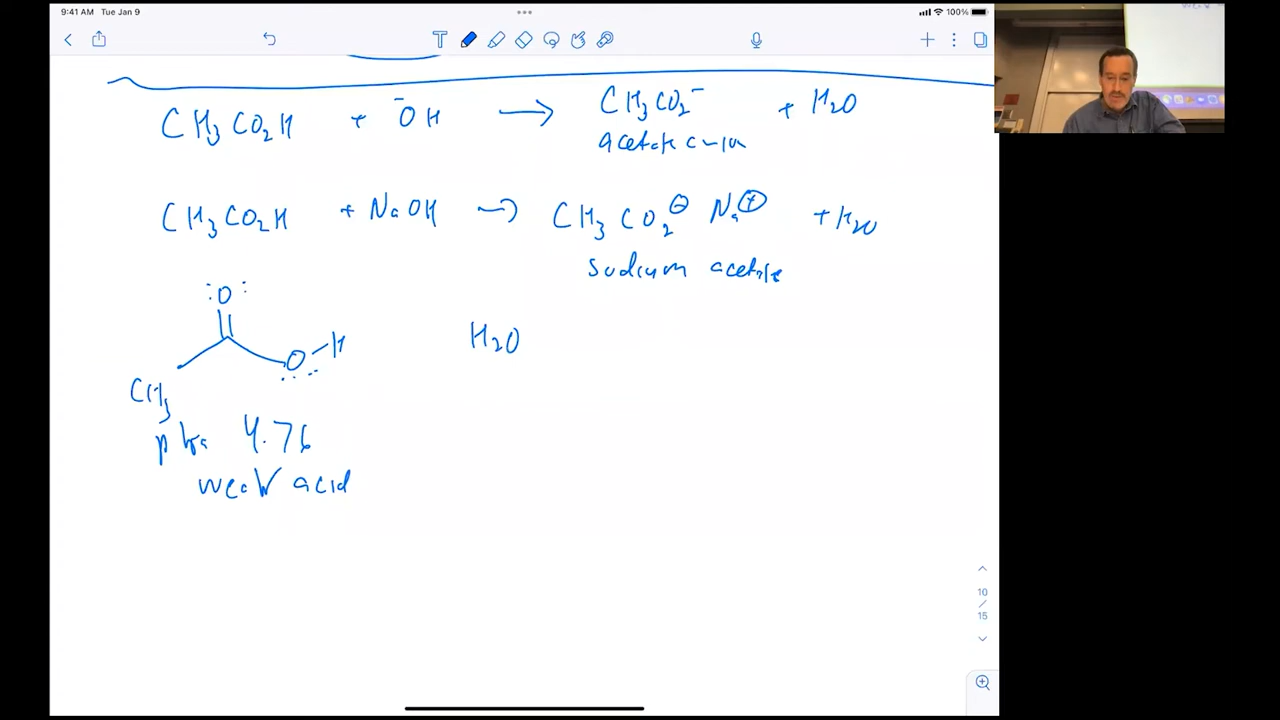 9:41 AM Tue Jan 9
100%
CH3CO2H + -OH → CH3CO2- + H2O
acetate anion
CH3CO2H + NaOH → CH3CO2⊖ Na⊕ + H2O
sodium acetate
:O:
O-H
H2O
CH3
pka 4.76
weak acid
10
/
15